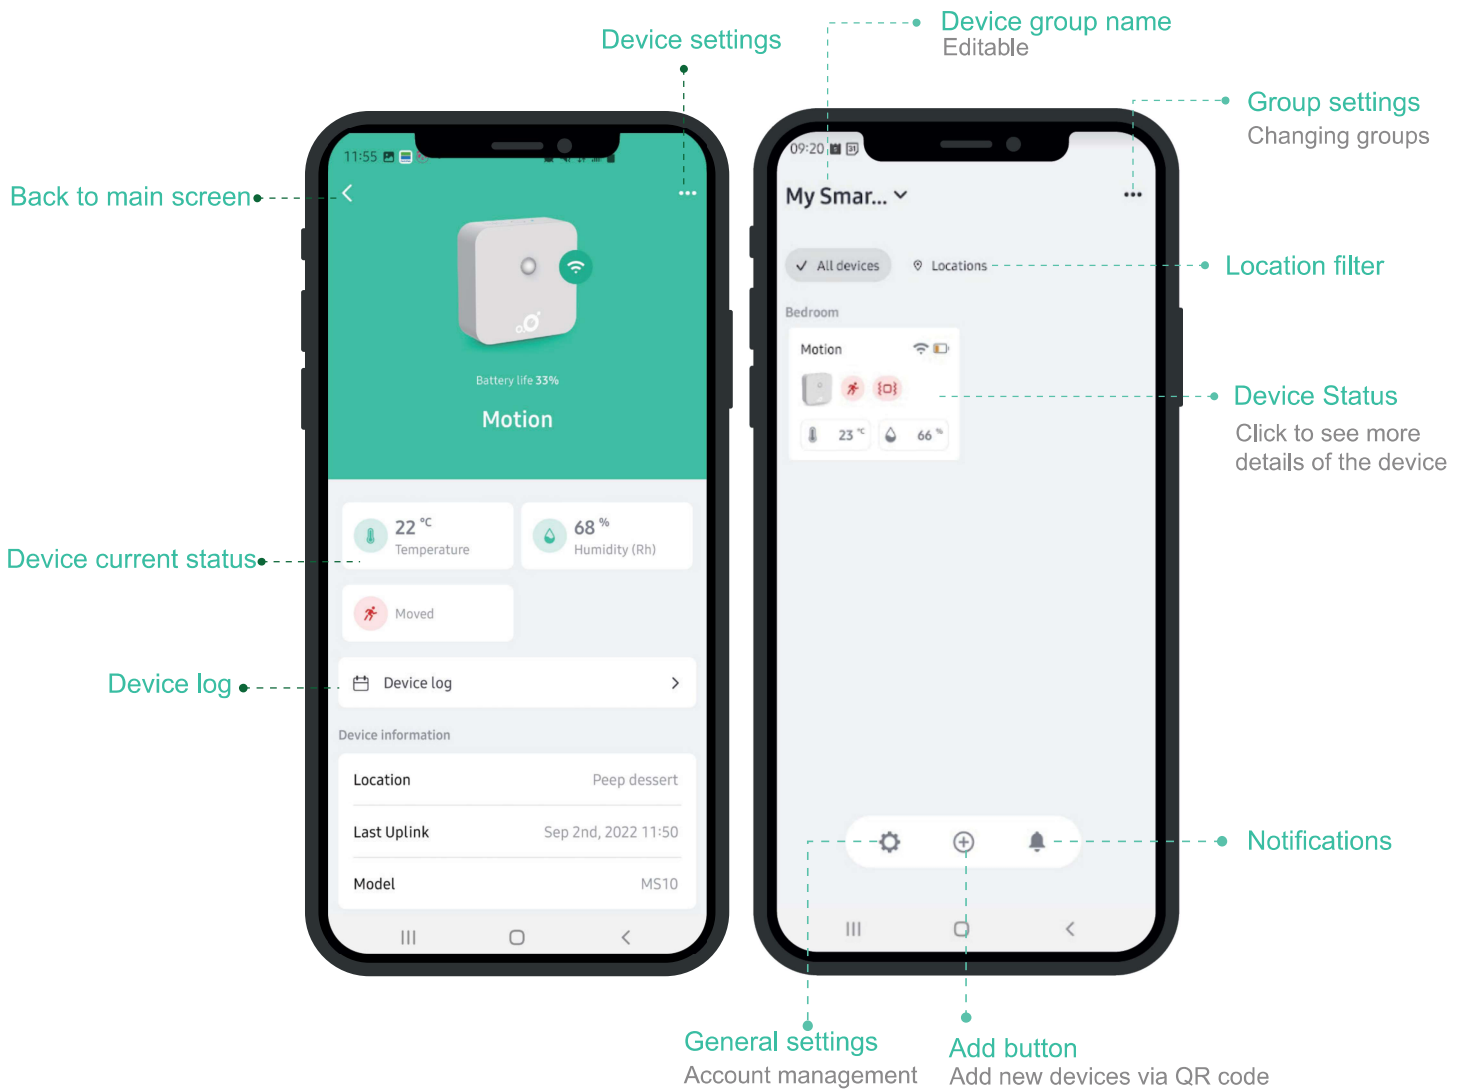 Device settings
Device group name
Editable
Group settings
Changing groups
11:55
09:20
31
Back to main screen
My Smar...
All devices
Locations
Location filter
Bedroom
Motion
Battery life 33%
Motion
Device Status
Click to see more
details of the device
23 °C
66 %
22 °C
Temperature
68 %
Humidity (Rh)
Device current status
Moved
Device log
Device log
Device information
Location
Peep dessert
Last Uplink
Sep 2nd, 2022 11:50
Model
MS10
Notifications
General settings
Account management
Add button
Add new devices via QR code